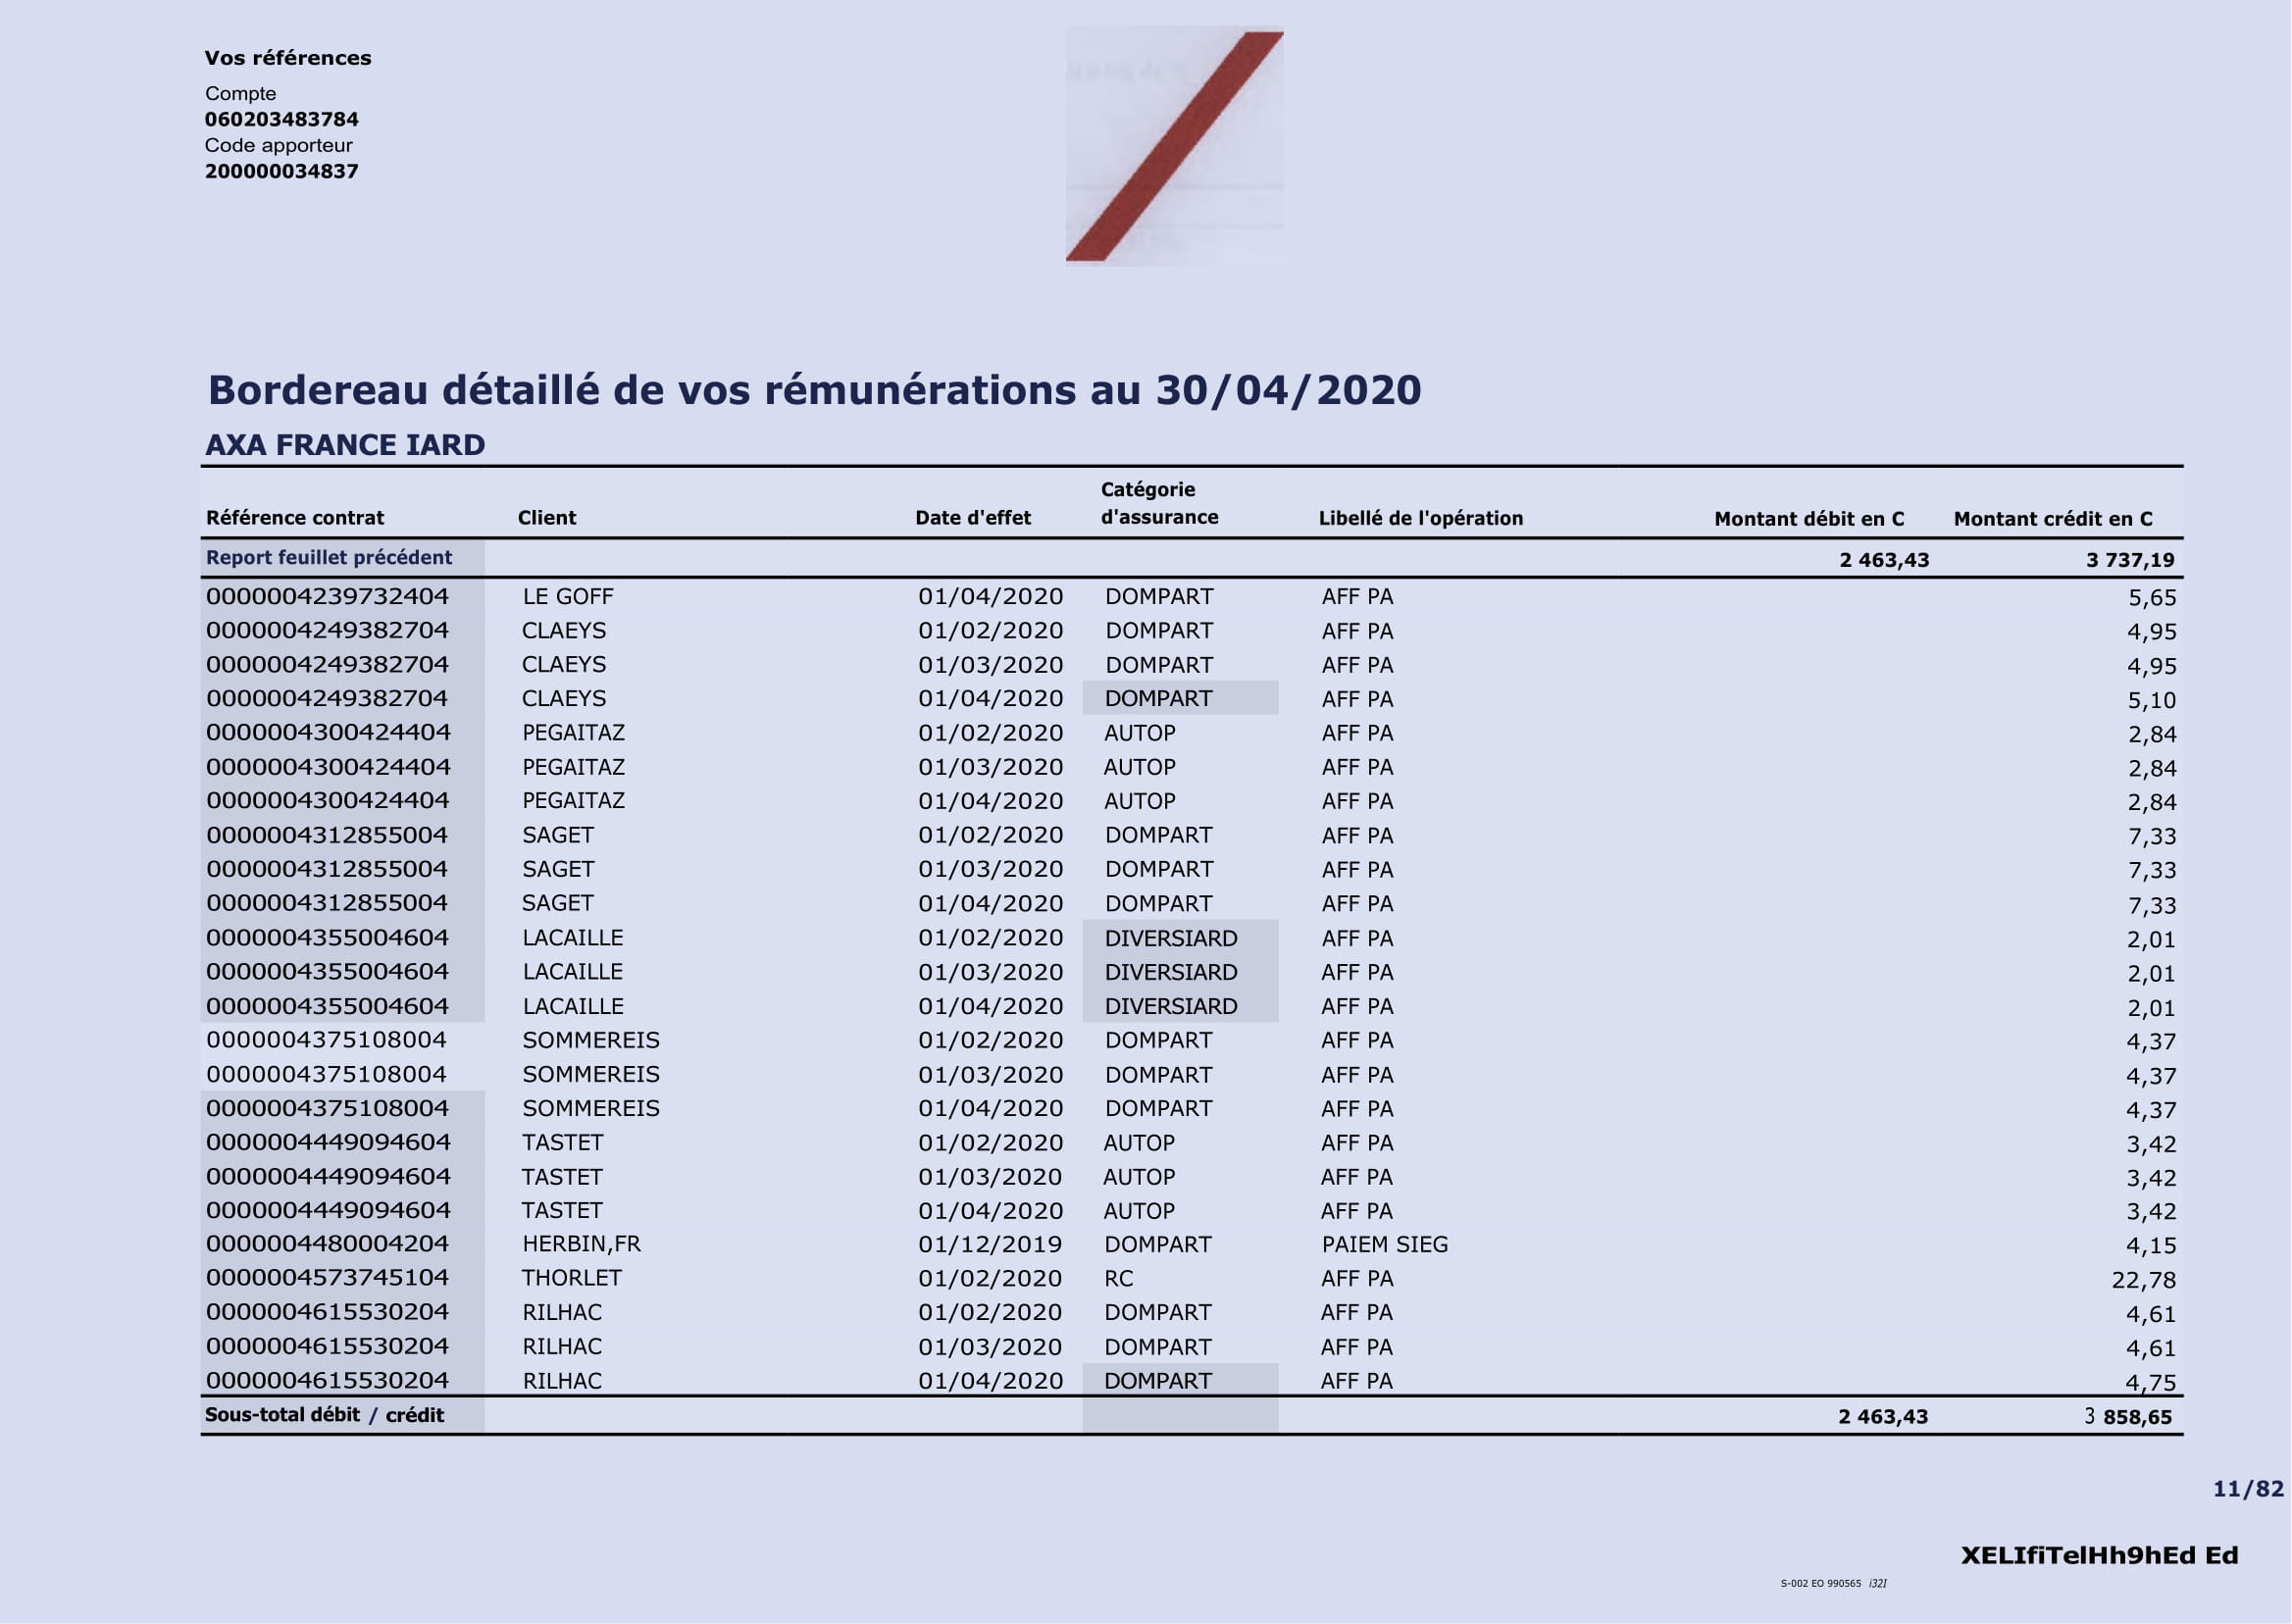 Vos références
Compte
060203483784
Code apporteur
200000034837
Bordereau détaillé de vos rémunérations au 30/04/2020
AXA FRANCE IARD
Référence contrat Client Date d'effet Catégorie d'assurance Libellé de l'opération Montant débit en C Montant crédit en C
Report feuillet précédent 2 463,43 3 737,19
0000004239732404 LE GOFF 01/04/2020 DOMPART AFF PA 5,65
0000004249382704 CLAEYS 01/02/2020 DOMPART AFF PA 4,95
0000004249382704 CLAEYS 01/03/2020 DOMPART AFF PA 4,95
0000004249382704 CLAEYS 01/04/2020 DOMPART AFF PA 5,10
0000004300424404 PEGAITAZ 01/02/2020 AUTOP AFF PA 2,84
0000004300424404 PEGAITAZ 01/03/2020 AUTOP AFF PA 2,84
0000004300424404 PEGAITAZ 01/04/2020 AUTOP AFF PA 2,84
0000004312855004 SAGET 01/02/2020 DOMPART AFF PA 7,33
0000004312855004 SAGET 01/03/2020 DOMPART AFF PA 7,33
0000004312855004 SAGET 01/04/2020 DOMPART AFF PA 7,33
0000004355004604 LACAILLE 01/02/2020 DIVERSIARD AFF PA 2,01
0000004355004604 LACAILLE 01/03/2020 DIVERSIARD AFF PA 2,01
0000004355004604 LACAILLE 01/04/2020 DIVERSIARD AFF PA 2,01
0000004375108004 SOMMEREIS 01/02/2020 DOMPART AFF PA 4,37
0000004375108004 SOMMEREIS 01/03/2020 DOMPART AFF PA 4,37
0000004375108004 SOMMEREIS 01/04/2020 DOMPART AFF PA 4,37
0000004449094604 TASTET 01/02/2020 AUTOP AFF PA 3,42
0000004449094604 TASTET 01/03/2020 AUTOP AFF PA 3,42
0000004449094604 TASTET 01/04/2020 AUTOP AFF PA 3,42
0000004480004204 HERBIN,FR 01/12/2019 DOMPART PAIEM SIEG 4,15
0000004573745104 THORLET 01/02/2020 RC AFF PA 22,78
0000004615530204 RILHAC 01/02/2020 DOMPART AFF PA 4,61
0000004615530204 RILHAC 01/03/2020 DOMPART AFF PA 4,61
0000004615530204 RILHAC 01/04/2020 DOMPART AFF PA 4,75
Sous-total débit / crédit 2 463,43 3 858,65
11/82
XELIfiTelHh9hEd Ed
S-002 EO 990565 i32I